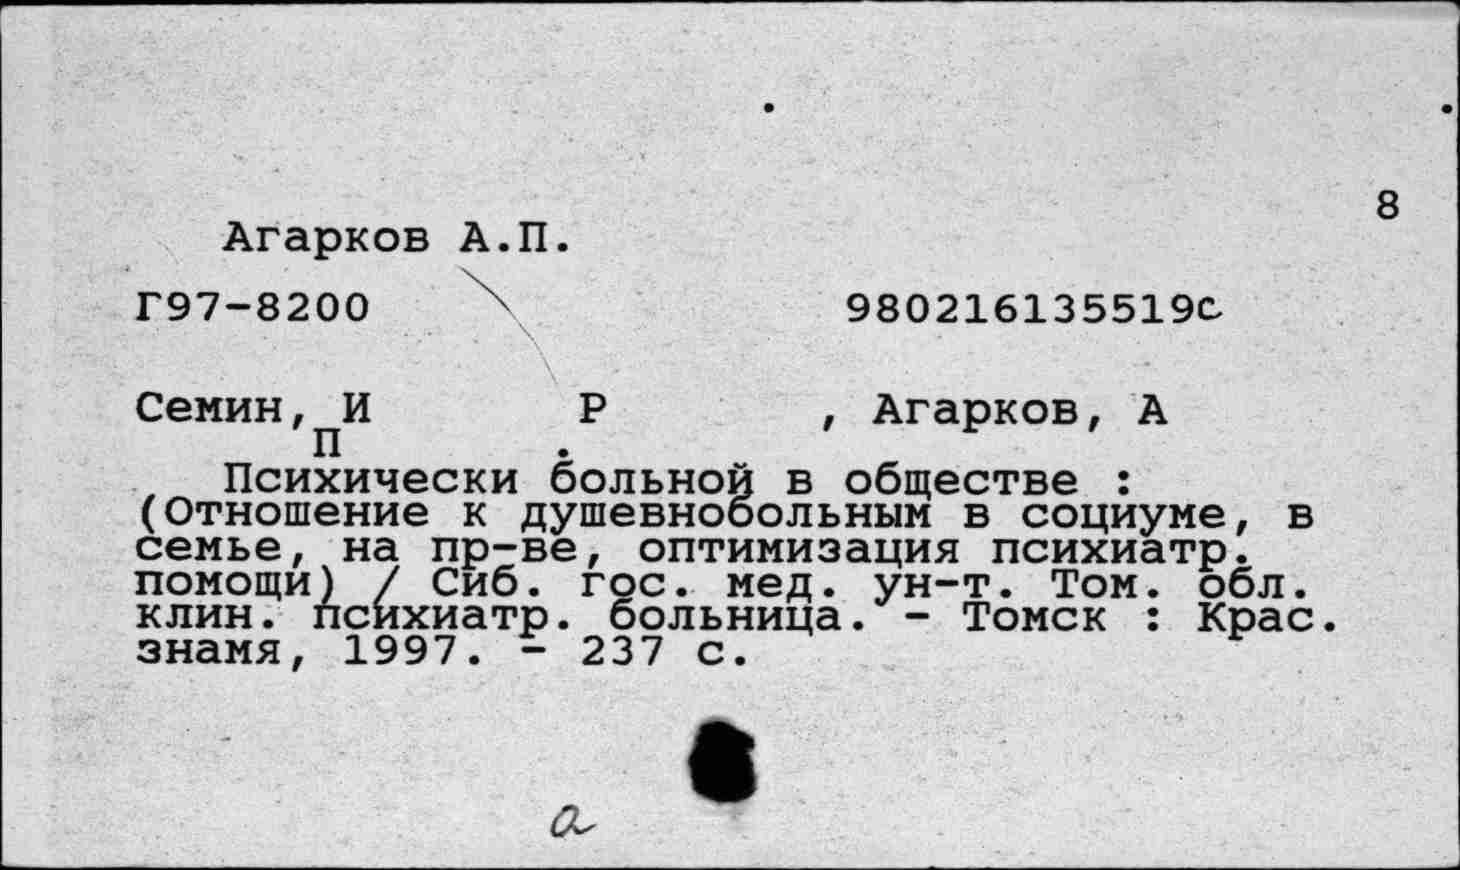 8
Агарков А.П.
Г97-8200 980216135519с
Семин, И Р , Агарков, А
П .
Психически больной в обществе :
(Отношение к душевнобольным в социуме, в
семье, на пр-ве, оптимизация психиатр.
помощи) / Сиб. гос. мед. ун-т. Том. обл.
клин. психиатр. больница. - Томск : Крас.
знамя, 1997. - 237 с.
а